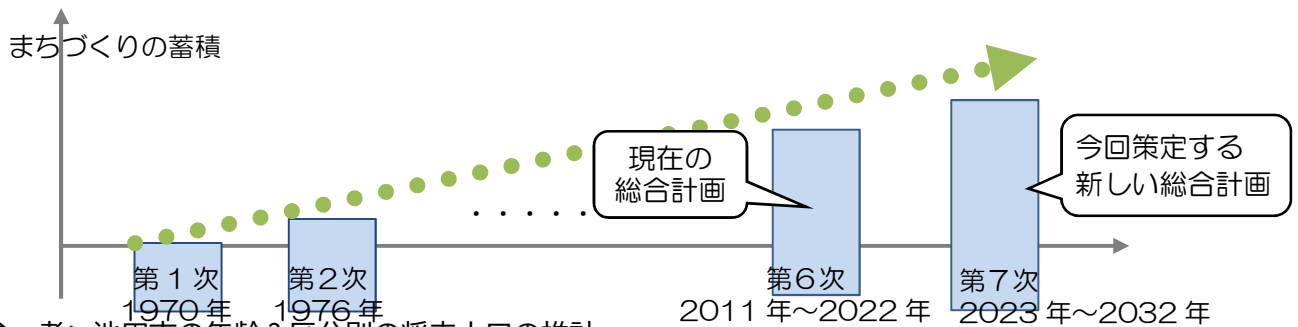 まちづくりの蓄積
現在の
総合計画
今回策定する
新しい総合計画
・・・・・
第1次
1970年
第2次
1976年
第6次
2011年～2022年
第7次
2023年～2032年